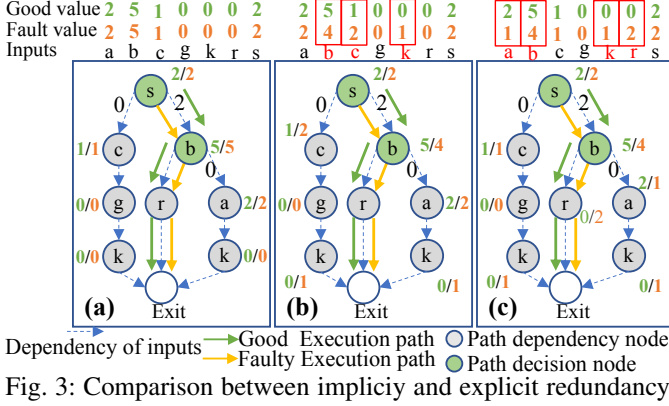 Good value 2 5 1 0 0 0 2 2 5 1 0 0 0 2 2 5 1 0 0 0 2
Fault value 2 5 1 0 0 0 2 2 4 2 0 1 0 2 1 4 1 0 1 2 2
Inputs a b c g k r s a b c g k r s a b c g k r s
2/2 2/2 2/2
s s s
0 2 0 2 0 2
1/1 c b 5/5 1/2 c b 5/4 1/1 c b 5/4
0 0 0
2/1
0/0 g r a 2/2 0/0 g r a 2/2 0/0 g r a
0/2
0/0 k k 0/0 k k k k
0/1 0/1 0/1 0/1
(a) (b) (c)
Exit Exit Exit
Dependency of inputs Good Execution path Path dependency node
Faulty Execution path Path decision node
Fig. 3: Comparison between impliciy and explicit redundancy